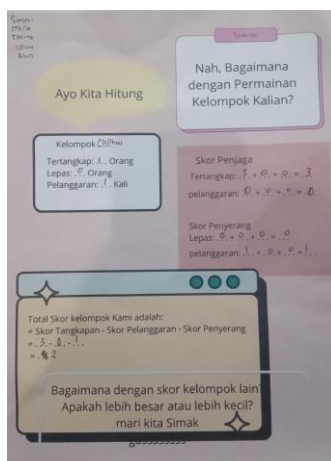 Ayo Kita Hitung
Nah, Bagaimana
dengan Permainan
Kelompok Kalian?
Kelompok
Tertangkap: 1 Orang
Lepas: 0 Orang
Pelanggaran: 1 Kali
Skor Penjaga
Tertangkap: 3 + 0 + 0 = 3
pelanggaran: 0 + 0 + 0 = 0
Skor Penyerang
Lepas: 0 + 0 + 0 = 0
pelanggaran: 1 + 0 + 0 = 1
Total Skor kelompok Kami adalah:
= Skor Tangkapan - Skor Pelanggaran - Skor Penyerang
= 3 - 0 - 1
= 2
Bagaimana dengan skor kelompok lain?
Apakah lebih besar atau lebih kecil?
mari kita Simak